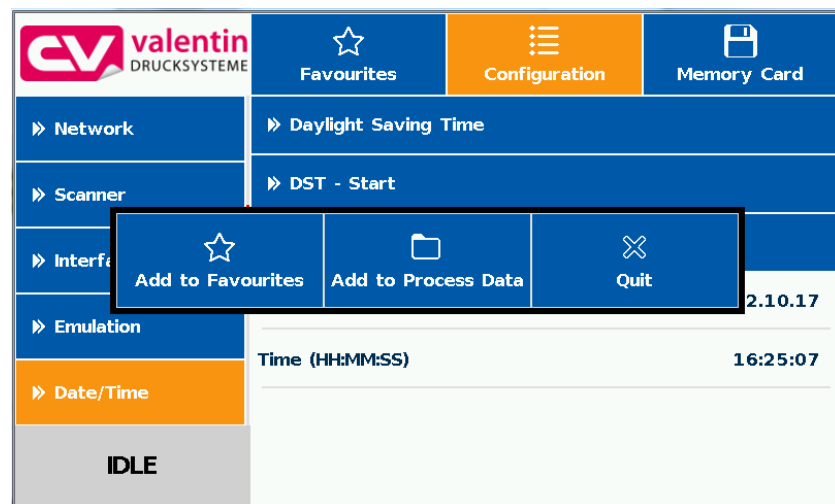 CV valentin
DRUCKSYSTEME
Favourites
Configuration
Memory Card
Network
Scanner
Emulation
Date/Time
IDLE
Daylight Saving Time
DST - Start
Add to Favourites
Add to Process Data
Quit
2.10.17
Time (HH:MM:SS) 16:25:07